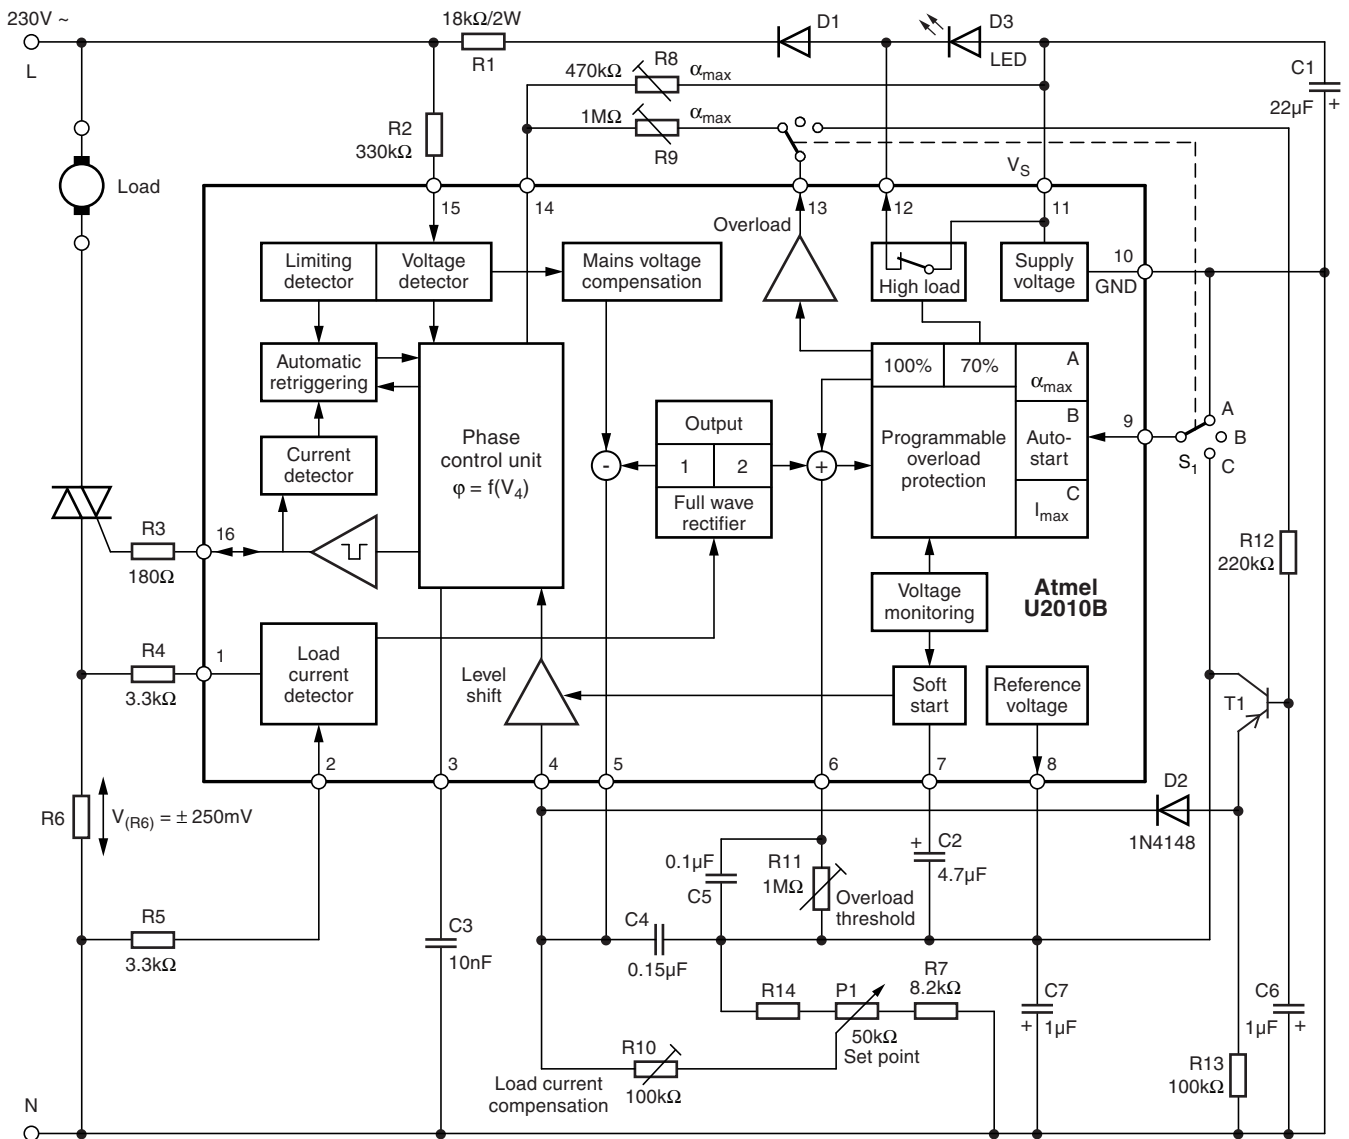 230V ~
L
18kΩ/2W
R1
D1
D3
LED
C1
22μF
+
470kΩ
R8
αmax
1MΩ
αmax
R9
R2
330kΩ
Load
VS
15
14
13
12
11
Overload
Limiting
detector
Voltage
detector
Mains voltage
compensation
High load
Supply
voltage
10
GND
Automatic
retriggering
100%
70%
A
αmax
Phase
control unit
φ = f(V4)
Output
1
2
Full wave
rectifier
-
+
Programmable
overload
protection
B
Auto-
start
C
Imax
9
A
B
C
S1
Current
detector
R3
180Ω
16
R12
220kΩ
Voltage
monitoring
Atmel
U2010B
R4
3.3kΩ
1
Load
current
detector
Level
shift
Soft
start
Reference
voltage
T1
2
3
4
5
6
7
8
D2
1N4148
R6
V(R6) = ± 250mV
0.1μF
C5
R11
1MΩ
Overload
threshold
+
C2
4.7μF
R5
3.3kΩ
C3
10nF
C4
0.15μF
R14
P1
50kΩ
Set point
R7
8.2kΩ
C7
1μF
+
C6
1μF
+
R10
100kΩ
Load current
compensation
R13
100kΩ
N